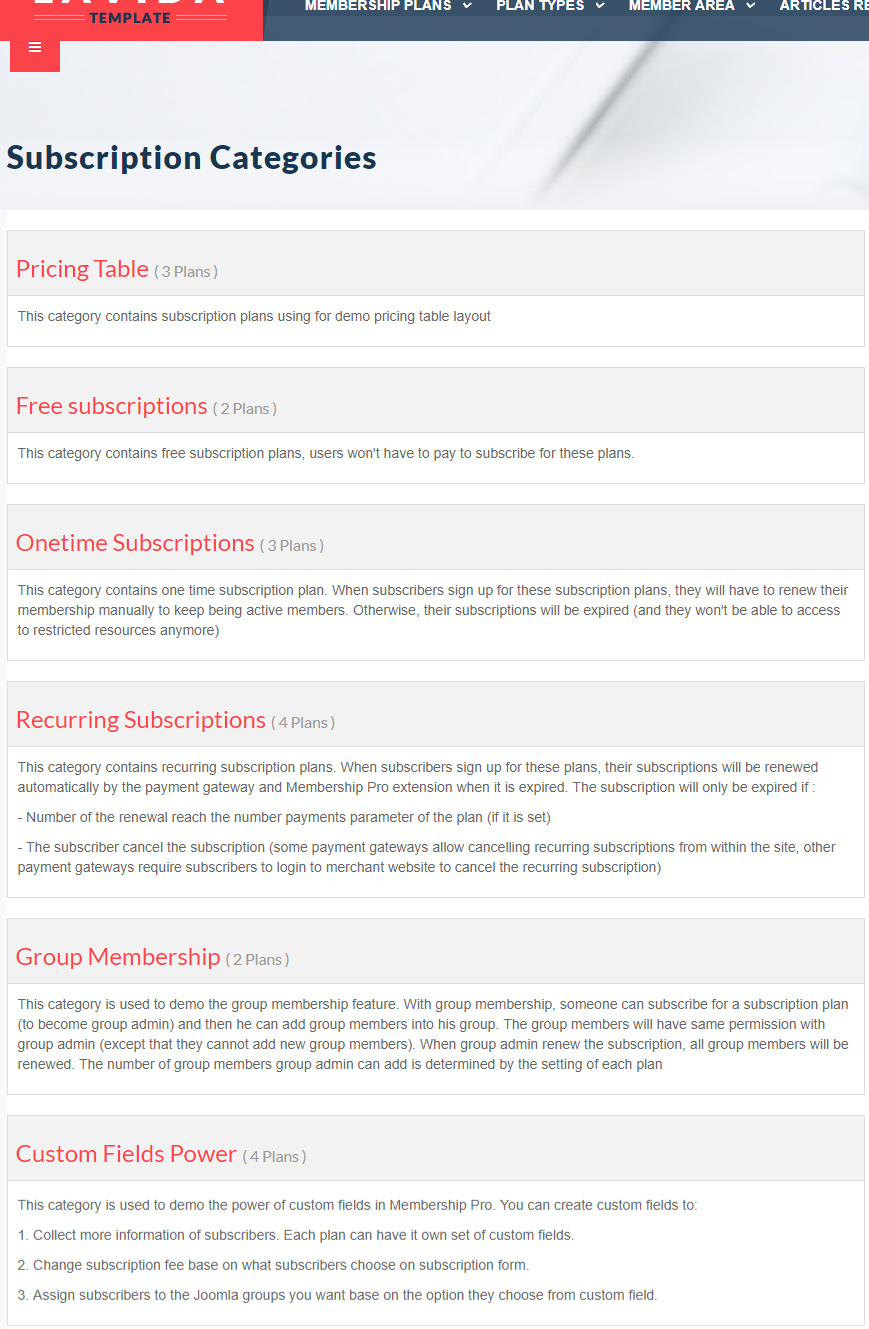 TEMPLATE
MEMBERSHIP PLANS PLAN TYPES MEMBER AREA ARTICLES
Subscription Categories
Pricing Table ( 3 Plans )
This category contains subscription plans using for demo pricing table layout
Free subscriptions ( 2 Plans )
This category contains free subscription plans, users won't have to pay to subscribe for these plans.
Onetime Subscriptions ( 3 Plans )
This category contains one time subscription plan. When subscribers sign up for these subscription plans, they will have to renew their
membership manually to keep being active members. Otherwise, their subscriptions will be expired (and they won't be able to access
to restricted resources anymore)
Recurring Subscriptions ( 4 Plans )
This category contains recurring subscription plans. When subscribers sign up for these plans, their subscriptions will be renewed
automatically by the payment gateway and Membership Pro extension when it is expired. The subscription will only be expired if :
- Number of the renewal reach the number payments parameter of the plan (if it is set)
- The subscriber cancel the subscription (some payment gateways allow cancelling recurring subscriptions from within the site, other
payment gateways require subscribers to login to merchant website to cancel the recurring subscription)
Group Membership ( 2 Plans )
This category is used to demo the group membership feature. With group membership, someone can subscribe for a subscription plan
(to become group admin) and then he can add group members into his group. The group members will have same permission with
group admin (except that they cannot add new group members). When group admin renew the subscription, all group members will be
renewed. The number of group members group admin can add is determined by the setting of each plan
Custom Fields Power ( 4 Plans )
This category is used to demo the power of custom fields in Membership Pro. You can create custom fields to:
1. Collect more information of subscribers. Each plan can have it own set of custom fields.
2. Change subscription fee base on what subscribers choose on subscription form.
3. Assign subscribers to the Joomla groups you want base on the option they choose from custom field.